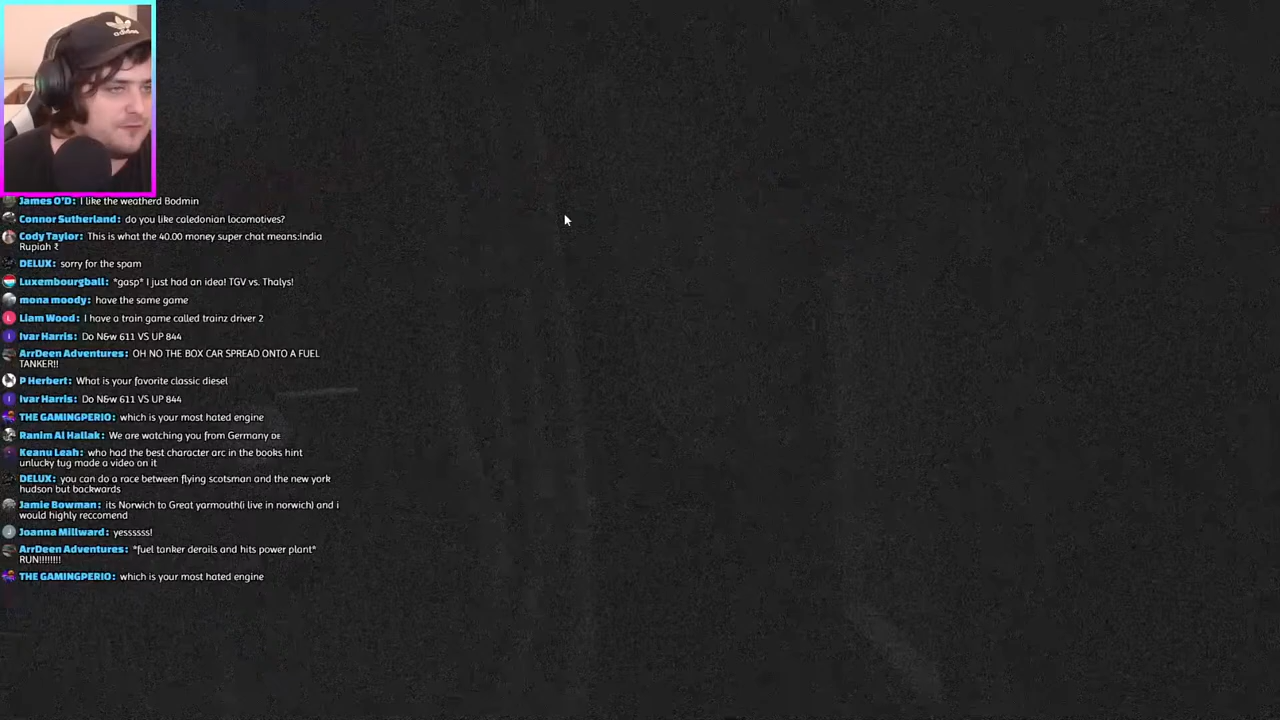 James O'D: I like the weatherd Bodmin
Connor Sutherland: do you like caledonian locomotives?
Cody Taylor: This is what the 40.00 money super chat means:India
Rupiah ₹
DELUX: sorry for the spam
Luxembourgball: *gasp* I just had an idea! TGV vs. Thalys!
mona moody: have the same game
Liam Wood: I have a train game called trainz driver 2
Ivar Harris: Do N&w 611 VS UP 844
ArrDeen Adventures: OH NO THE BOX CAR SPREAD ONTO A FUEL
TANKER!!
P Herbert: What is your favorite classic diesel
Ivar Harris: Do N&w 611 VS UP 844
THE GAMINGPERIO: which is your most hated engine
Ranim Al Hallak: We are watching you from Germany DE
Keanu Leah: who had the best character arc in the books hint
unlucky tug made a video on it
DELUX: you can do a race between flying scotsman and the new york
hudson but backwards
Jamie Bowman: its Norwich to Great yarmouth(i live in norwich) and i
would highly reccomend
Joanna Millward: yessssss!
ArrDeen Adventures: *fuel tanker derails and hits power plant*
RUN!!!!!!!!
THE GAMINGPERIO: which is your most hated engine